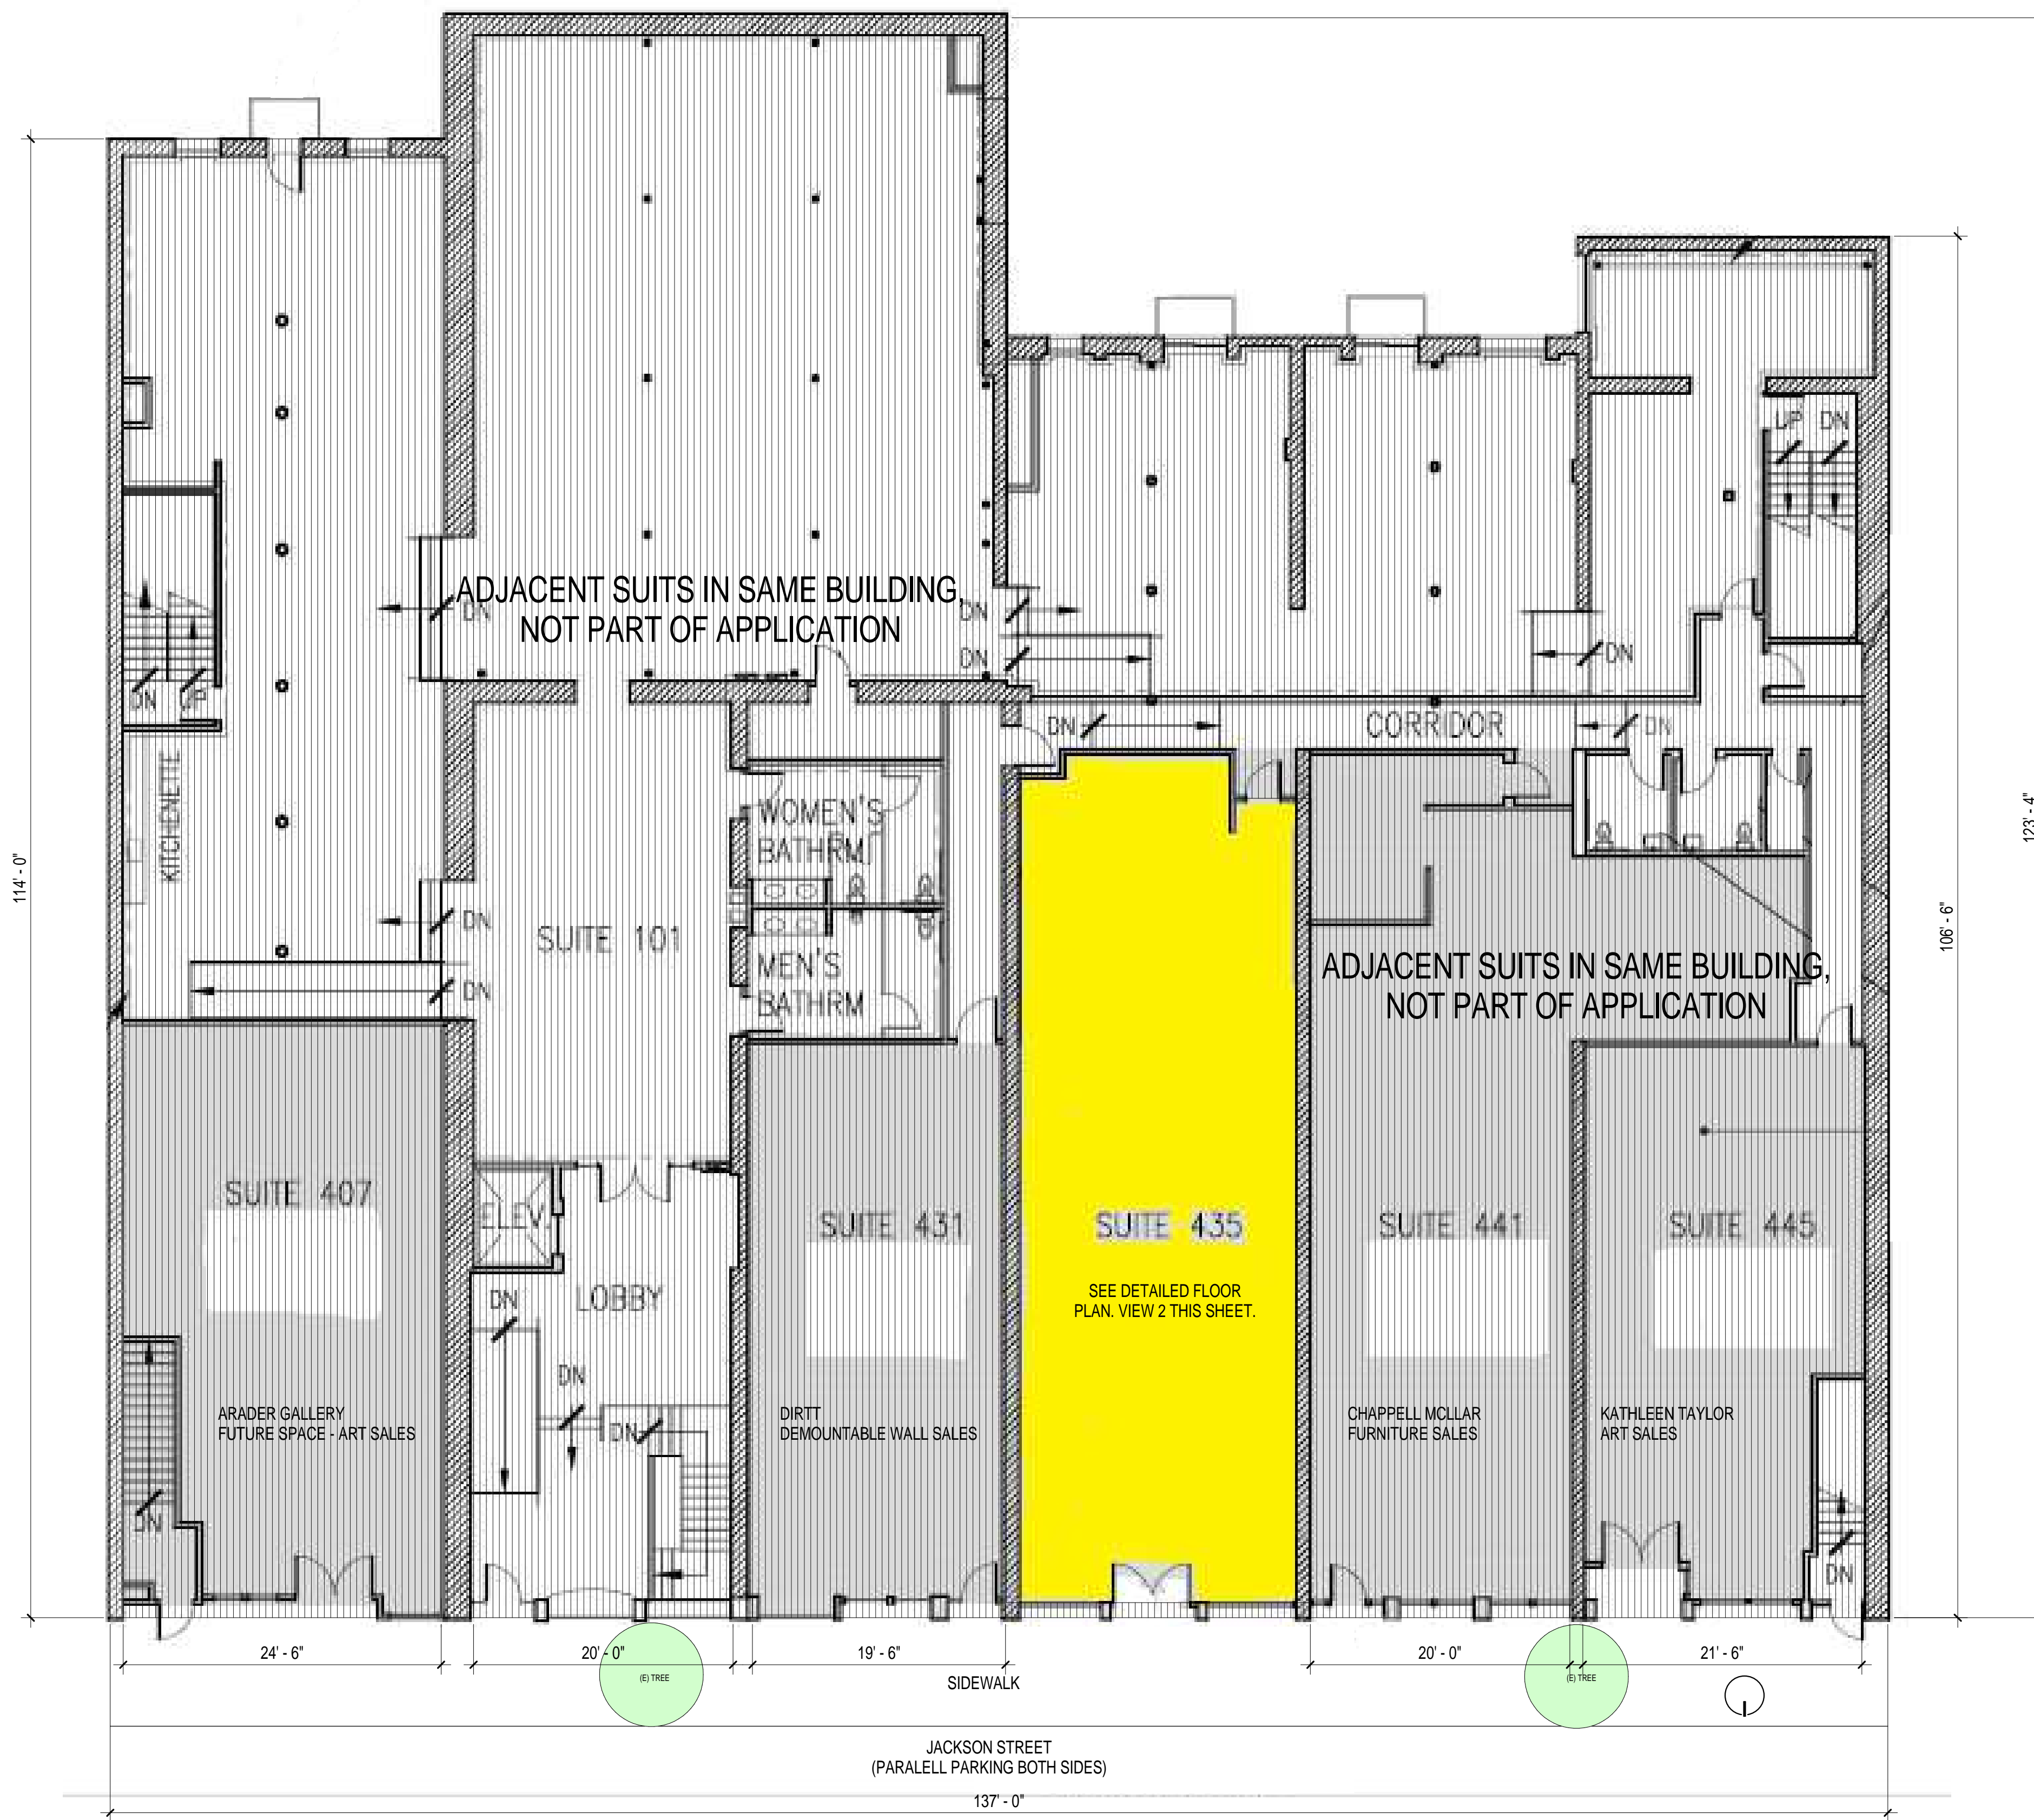 UP DN
ADJACENT SUITS IN SAME BUILDING,
NOT PART OF APPLICATION
DN
DN
DN
DN
DN UP
DN
CORRIDOR
DN
KITCHENETTE
WOMEN'S
BATHRM
114' - 0"
123' - 4"
106' - 6"
DN
SUITE 101
MEN'S
BATHRM
DN
ADJACENT SUITS IN SAME BUILDING,
NOT PART OF APPLICATION
SUITE 407
ELEV.
SUITE 431
SUITE 435
SUITE 441
SUITE 445
SEE DETAILED FLOOR
PLAN. VIEW 2 THIS SHEET.
DN
LOBBY
DN
DN
ARADER GALLERY
FUTURE SPACE - ART SALES
DIRTT
DEMOUNTABLE WALL SALES
CHAPPELL MCLLAR
FURNITURE SALES
KATHLEEN TAYLOR
ART SALES
DN
DN
24' - 6"
20' - 0"
19' - 6"
20' - 0"
21' - 6"
(E) TREE
(E) TREE
SIDEWALK
JACKSON STREET
(PARALELL PARKING BOTH SIDES)
137' - 0"